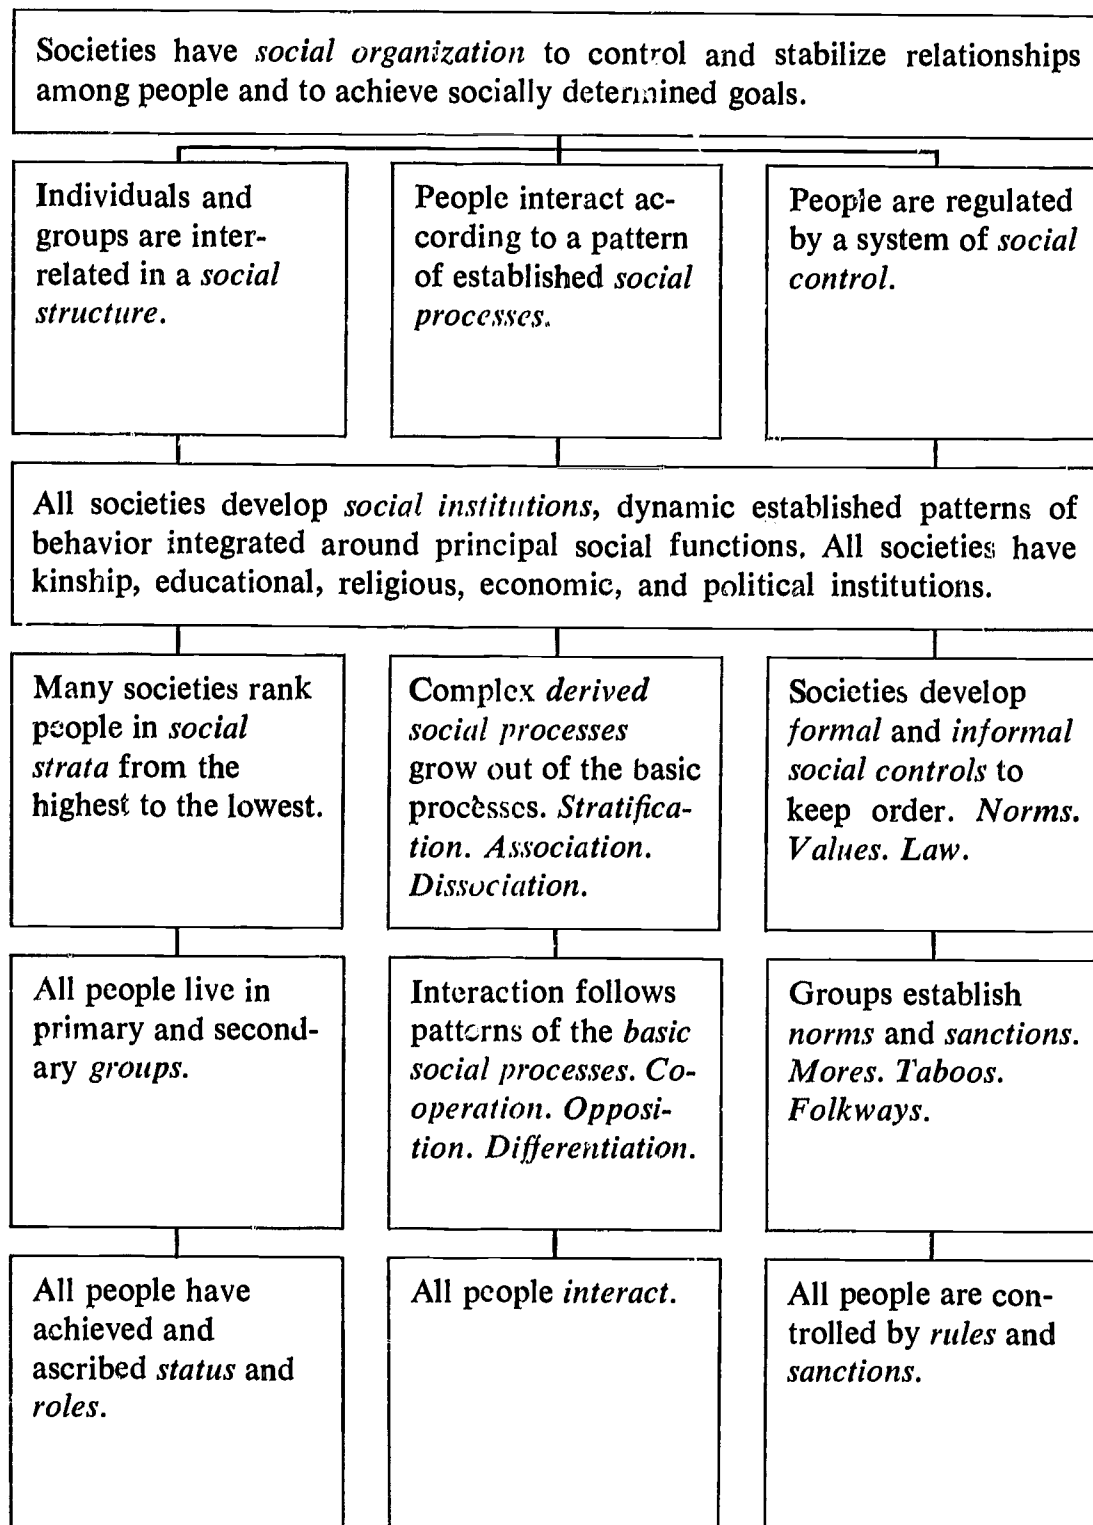 Societies have social organization to control and stabilize relationships
among people and to achieve socially determined goals.
Individuals and
groups are inter-
related in a social
structure.
People interact ac-
cording to a pattern
of established social
processes.
People are regulated
by a system of social
control.
All societies develop social institutions, dynamic established patterns of
behavior integrated around principal social functions. All societies have
kinship, educational, religious, economic, and political institutions.
Many societies rank
people in social
strata from the
highest to the lowest.
Complex derived
social processes
grow out of the basic
processes. Stratifica-
tion. Association.
Dissociation.
Societies develop
formal and informal
social controls to
keep order. Norms.
Values. Law.
All people live in
primary and second-
ary groups.
Interaction follows
patterns of the basic
social processes. Co-
operation. Opposi-
tion. Differentiation.
Groups establish
norms and sanctions.
Mores. Taboos.
Folkways.
All people have
achieved and
ascribed status and
roles.
All people interact.
All people are con-
trolled by rules and
sanctions.